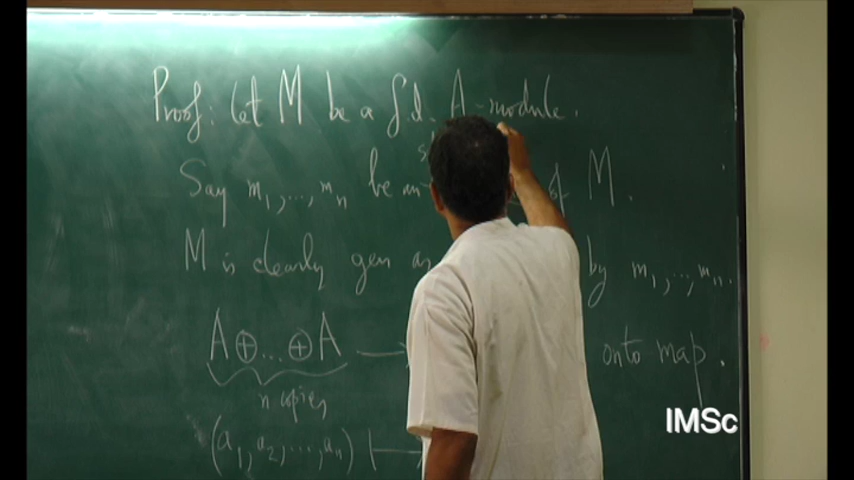 Proof: Let M be a f.d. A-module.
Say m₁,...,mₙ be an of M.
M is clearly gen as by m₁,...,mₙ.
A⊕...⊕A ⟶ onto map.
n copies
(a₁,a₂,...,aₙ) ⟼
IMSc